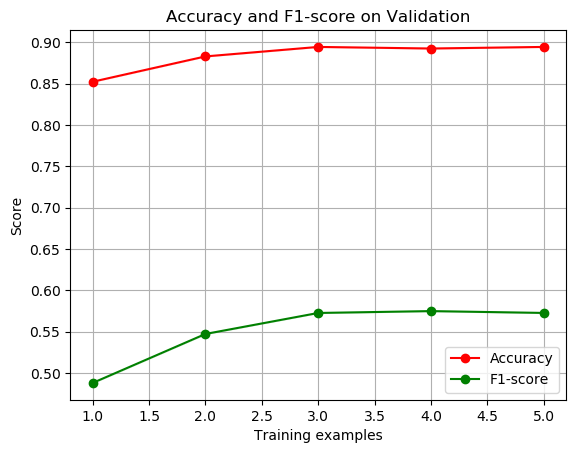 Accuracy and F1-score on Validation
Score
0.90
0.85
0.80
0.75
0.70
0.65
0.60
0.55
0.50
Accuracy
F1-score
1.0 1.5 2.0 2.5 3.0 3.5 4.0 4.5 5.0
Training examples